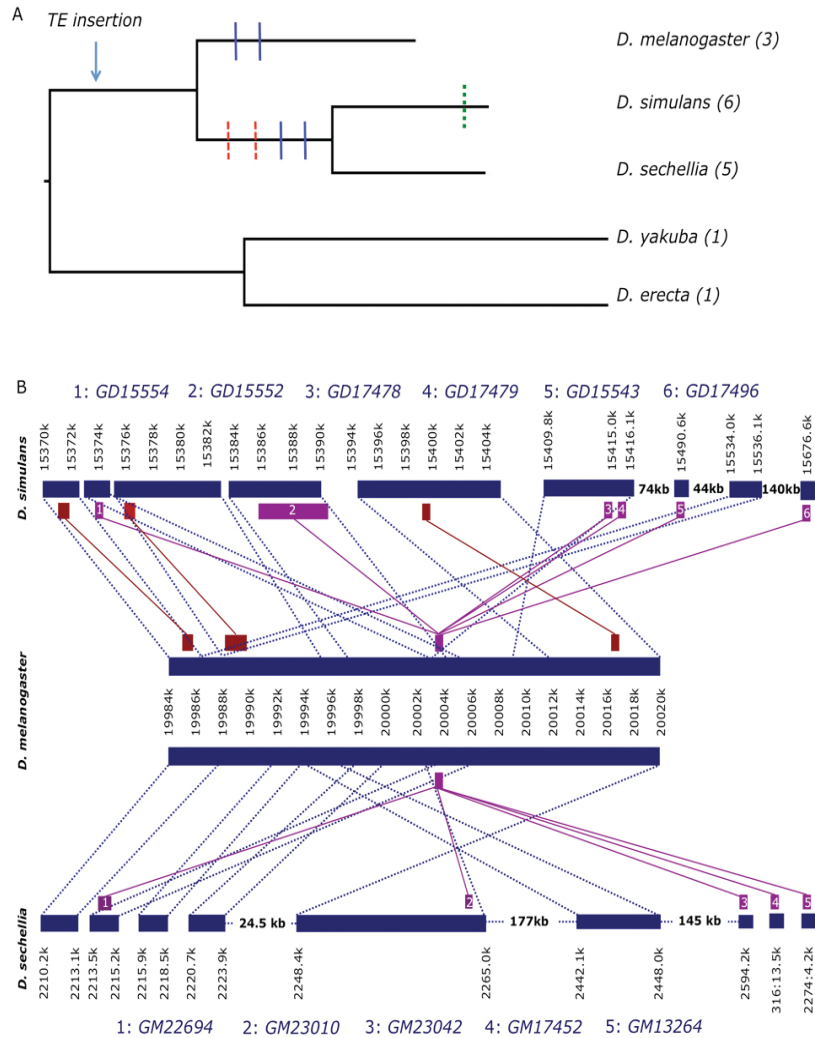 A
TE insertion
D. melanogaster (3)
D. simulans (6)
D. sechellia (5)
D. yakuba (1)
D. erecta (1)
B
1: GD15554 2: GD15552 3: GD17478 4: GD17479 5: GD15543 6: GD17496
15370k 15372k 15374k 15376k 15378k 15380k 15382k 15384k 15386k 15388k 15390k 15394k 15396k 15398k 15400k 15402k 15404k 15409.8k 15415.0k 15416.1k 15490.6k 15534.0k 15536.1k 15676.6k
D. simulans
74kb 44kb 140kb
1 2 3 4 5 6
D. melanogaster
19984k 19986k 19988k 19990k 19992k 19994k 19996k 19998k 20000k 20002k 20004k 20006k 20008k 20010k 20012k 20014k 20016k 20018k 20020k
1 2 3 4 5
D. sechellia
24.5 kb 177kb 145 kb
2210.2k 2213.1k 2213.5k 2215.2k 2215.9k 2218.5k 2220.7k 2223.9k 2248.4k 2265.0k 2442.1k 2448.0k 2594.2k 316:13.5k 2274:4.2k
1: GM22694 2: GM23010 3: GM23042 4: GM17452 5: GM13264